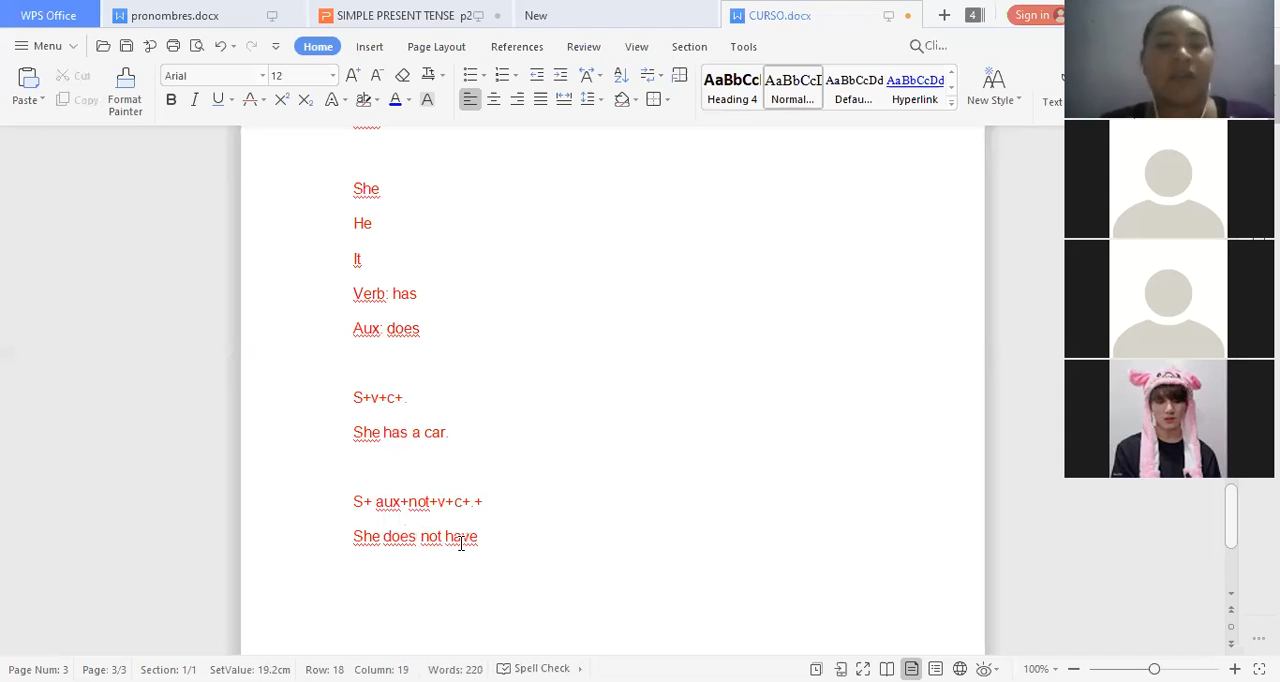 WPS Office
pronombres.docx
SIMPLE PRESENT TENSE p2
New
CURSO.docx
4
Sign in
Menu
Home
Insert
Page Layout
References
Review
View
Section
Tools
Cli...
Paste
Cut
Copy
Format
Painter
Arial
12
AaBbCcI
Heading 4
AaBbCcD
Normal...
AaBbCcDd
Defau...
AaBbCcDd
Hyperlink
New Style
Text
She
He
It
Verb: has
Aux: does
S+v+c+.
She has a car.
S+ aux+not+v+c+.+
She does not have
Page Num: 3
Page: 3/3
Section: 1/1
SetValue: 19.2cm
Row: 18
Column: 19
Words: 220
Spell Check
100%